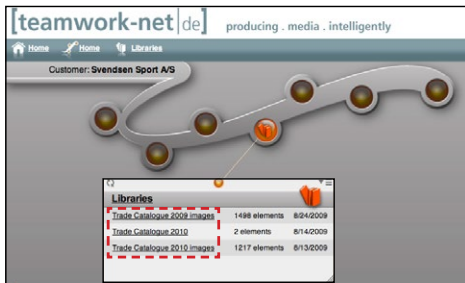 [teamwork-net|de] producing . media . intelligently
Home Home Libraries
Customer: Svendsen Sport A/S
Libraries
Trade Catalogue 2009 images 1498 elements 8/24/2009
Trade Catalogue 2010 2 elements 8/14/2009
Trade Catalogue 2010 images 1217 elements 8/13/2009